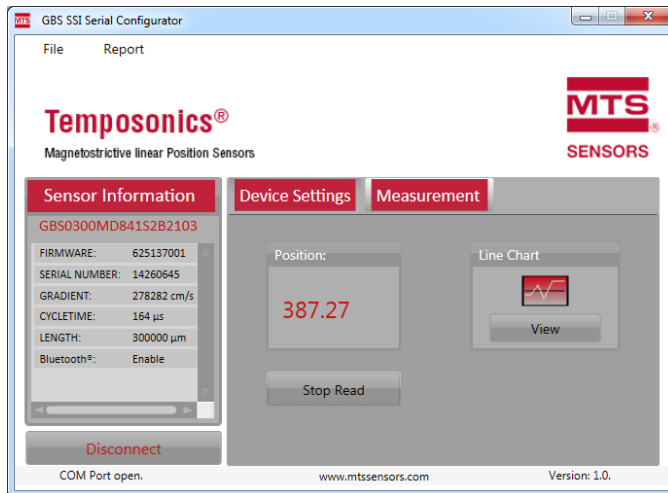 MTS GBS SSI Serial Configurator
File Report
Temposonics®
Magnetostrictive linear Position Sensors
MTS®
SENSORS
Sensor Information
GBS0300MD841S2B2103
FIRMWARE: 625137001
SERIAL NUMBER: 14260645
GRADIENT: 278282 cm/s
CYCLETIME: 164 µs
LENGTH: 300000 µm
Bluetooth®: Enable
Disconnect
Device Settings Measurement
Position:
387.27
Stop Read
Line Chart
View
COM Port open. www.mtssensors.com Version: 1.0.